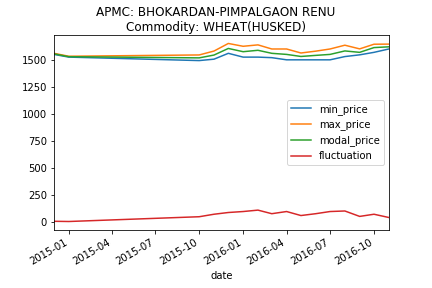 APMC: BHOKARDAN-PIMPALGAON RENU
Commodity: WHEAT(HUSKED)
1500
1250
1000
750
500
250
0
min_price
max_price
modal_price
fluctuation
2015-01
2015-04
2015-07
2015-10
2016-01
2016-04
2016-07
2016-10
date